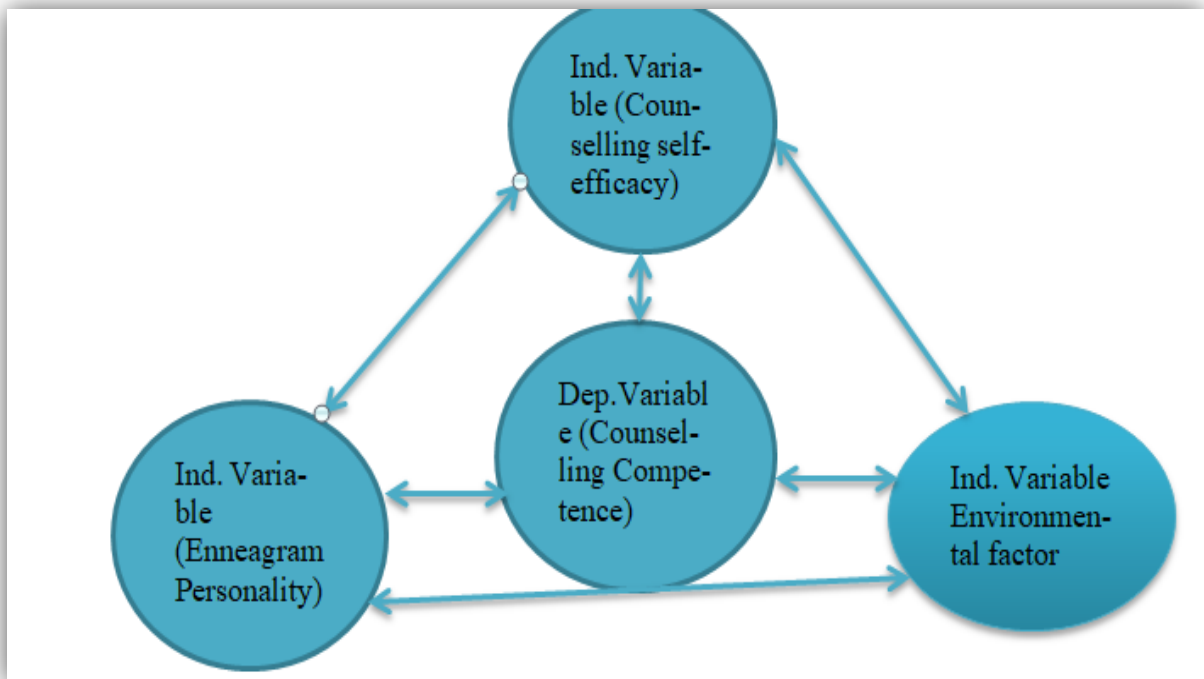 Ind. Varia-
ble (Coun-
selling self-
efficacy)
Dep.Variabl
e (Counsel-
ling Compe-
tence)
Ind. Varia-
ble
(Enneagram
Personality)
Ind. Variable
Environmen-
tal factor